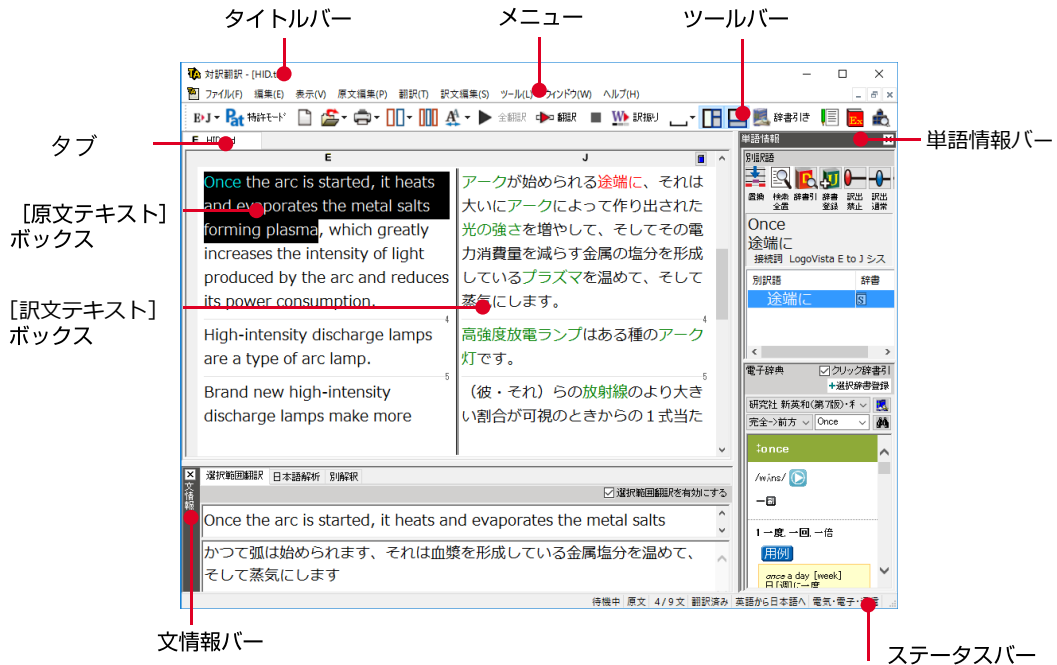 タイトルバー
メニュー
ツールバー
対訳翻訳 - [HID.t
ファイル(F) 編集(E) 表示(V) 原文編集(P) 翻訳(T) 訳文編集(S) ツール(L) ウィンドウ(W) ヘルプ(H)
E›J Pat 特許モード 全翻訳 翻訳 訳振り 辞書引き
タブ
E HID
単語情報
単語情報バー
E J
別訳語
［原文テキスト］
ボックス
Once the arc is started, it heats
and evaporates the metal salts
forming plasma, which greatly
increases the intensity of light
produced by the arc and reduces
its power consumption.
4
High-intensity discharge lamps
are a type of arc lamp.
5
Brand new high-intensity
discharge lamps make more
アークが始められる途端に、それは
大いにアークによって作り出された
光の強さを増やして、そしてその電
力消費量を減らす金属の塩分を形成
しているプラズマを温めて、そして
蒸気にします。
4
高強度放電ランプはある種のアーク
灯です。
5
（彼・それ）らの放射線のより大き
い割合が可視のときからの１式当た
［訳文テキスト］
ボックス
置換 検索全置 辞書引 辞書登録 訳出禁止 訳出通常
Once
途端に
接続詞 LogoVista E to J シス
別訳語 辞書
途端に S
電子辞典 クリック辞書引
+選択辞書登録
研究社 新英和(第7版)・
完全->前方 Once
once
/wʌns/
一副
1 一度, 一回, 一倍
用例
once a day [week]
日[週]に一度
文情報
選択範囲翻訳 日本語解析 別解釈
選択範囲翻訳を有効にする
Once the arc is started, it heats and evaporates the metal salts
かつて弧は始められます、それは血漿を形成している金属塩分を温めて、
そして蒸気にします
待機中 原文 4/9文 翻訳済み 英語から日本語へ 電気・電子・通信
文情報バー
ステータスバー